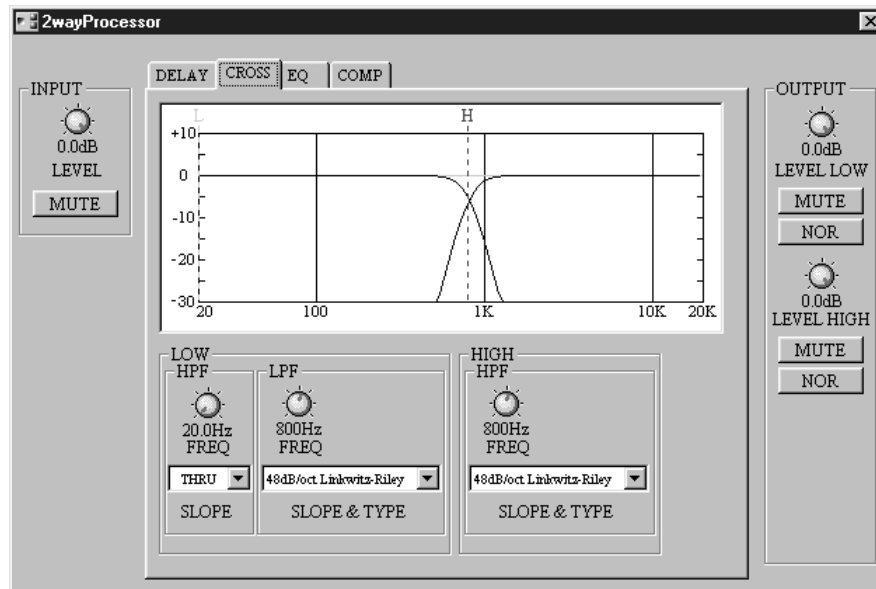 2wayProcessor
DELAY CROSS EQ COMP
INPUT
0.0dB
LEVEL
MUTE
L H
+10
0
-10
-20
-30
20 100 1K 10K 20K
LOW
HPF
20.0Hz
FREQ
THRU
SLOPE
LPF
800Hz
FREQ
48dB/oct Linkwitz-Riley
SLOPE & TYPE
HIGH
HPF
800Hz
FREQ
48dB/oct Linkwitz-Riley
SLOPE & TYPE
OUTPUT
0.0dB
LEVEL LOW
MUTE
NOR
0.0dB
LEVEL HIGH
MUTE
NOR